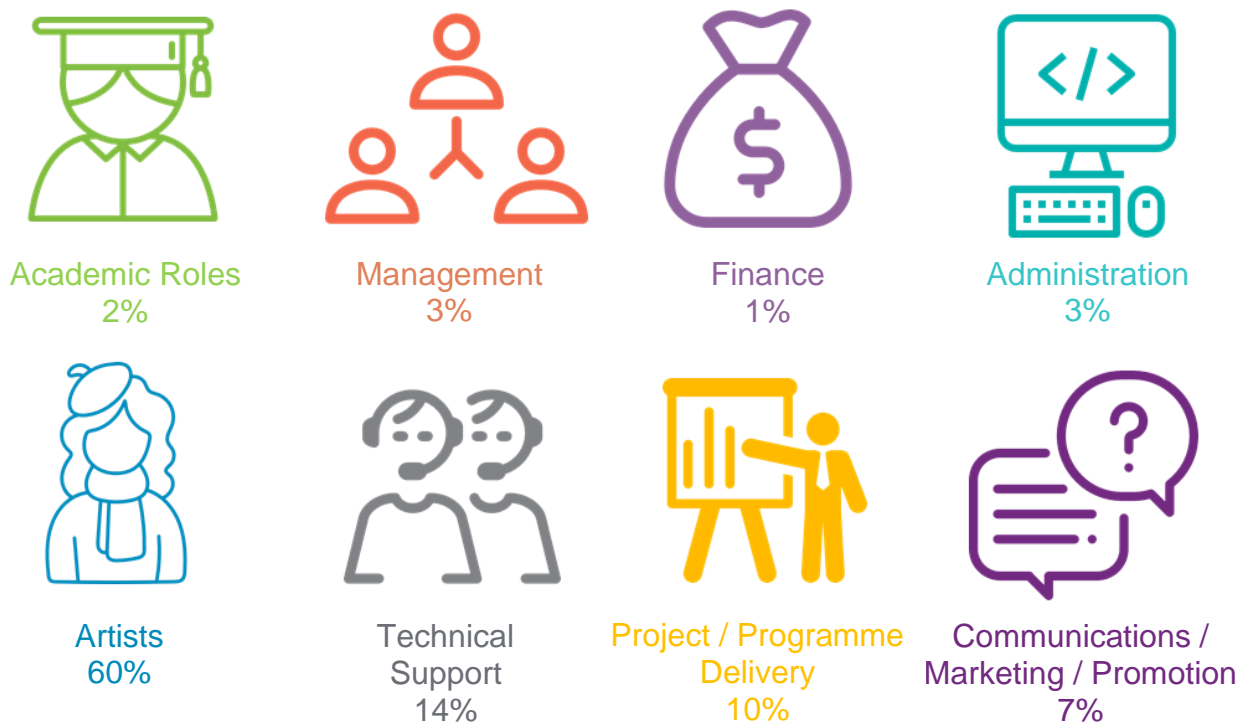 Academic Roles
2%
Management
3%
Finance
1%
Administration
3%
Artists
60%
Technical
Support
14%
Project / Programme
Delivery
10%
Communications /
Marketing / Promotion
7%